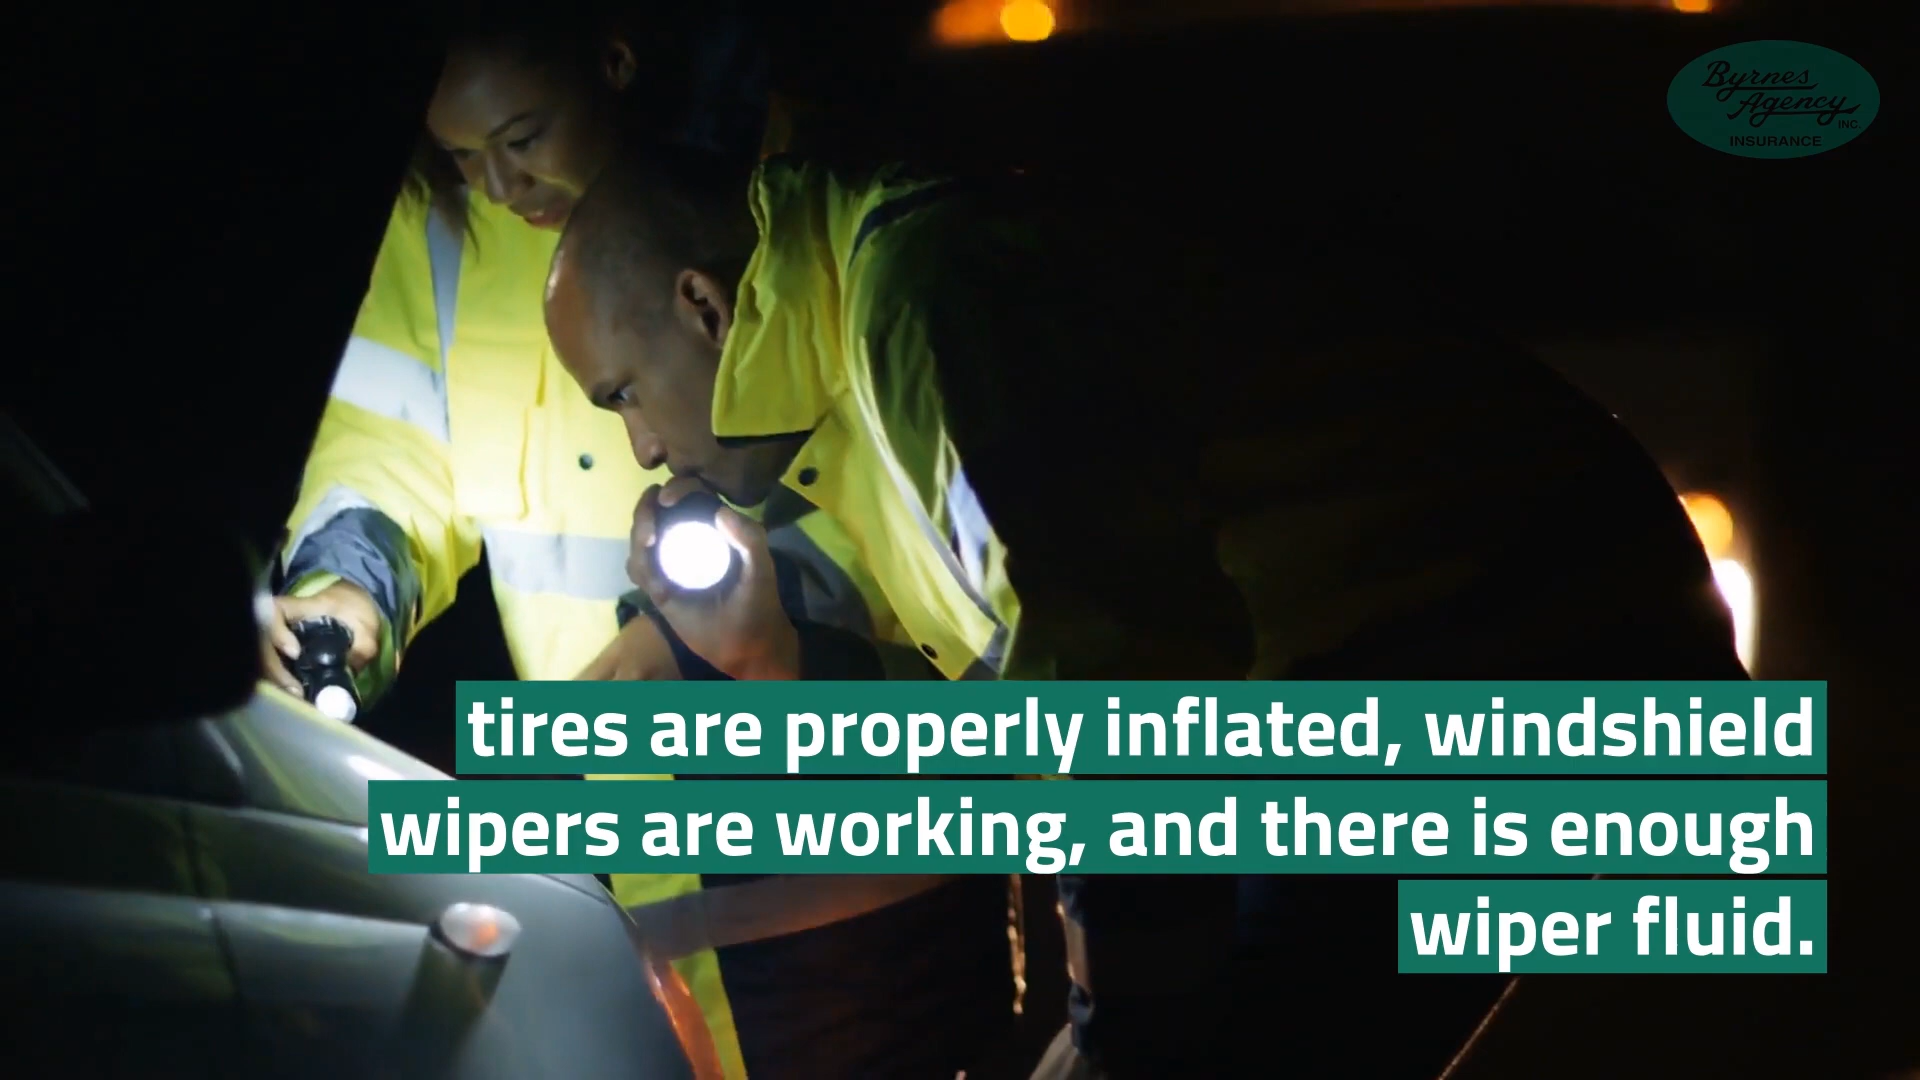 Byrnes
Agency
INC.
INSURANCE
tires are properly inflated, windshield
wipers are working, and there is enough
wiper fluid.